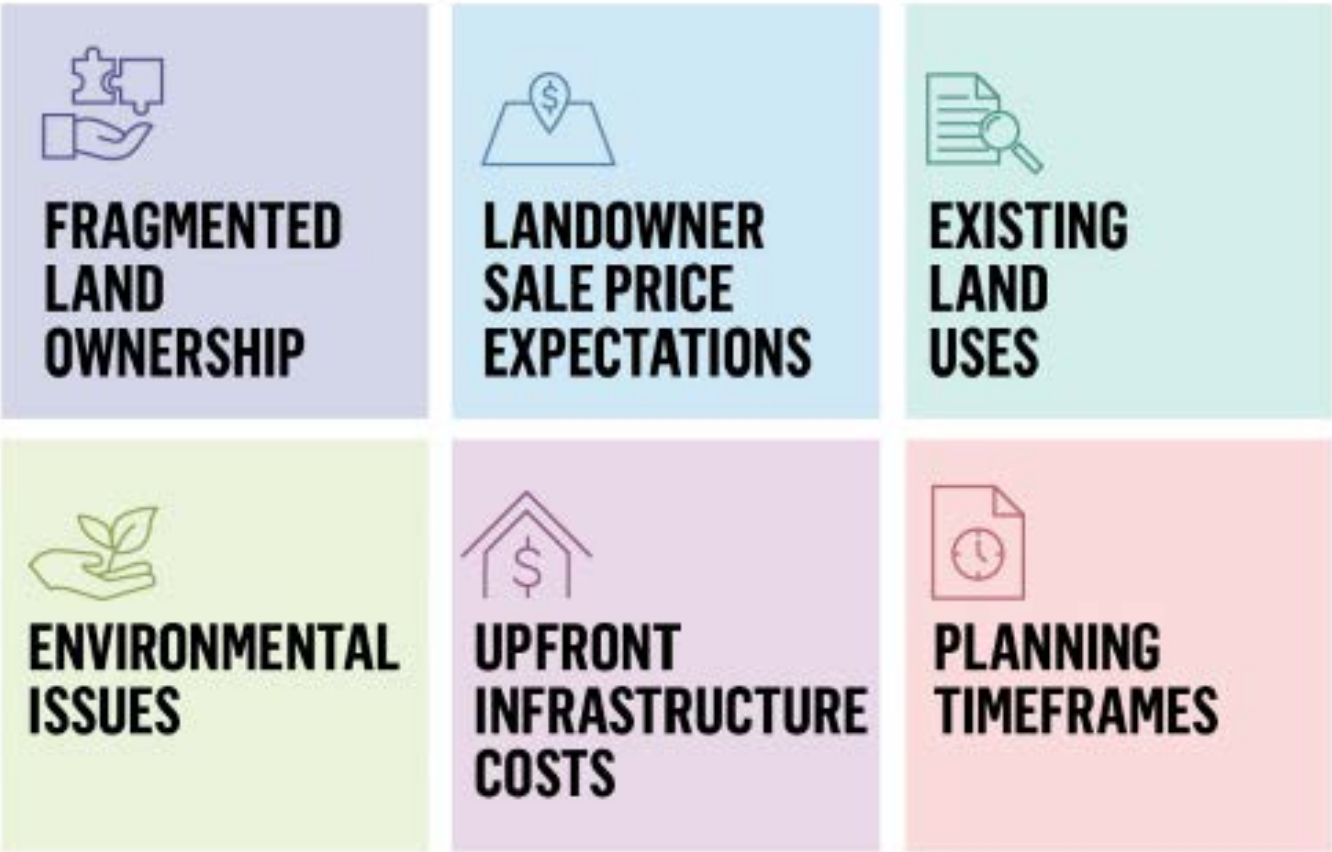 FRAGMENTED
LAND
OWNERSHIP
LANDOWNER
SALE PRICE
EXPECTATIONS
EXISTING
LAND
USES
ENVIRONMENTAL
ISSUES
UPFRONT
INFRASTRUCTURE
COSTS
PLANNING
TIMEFRAMES